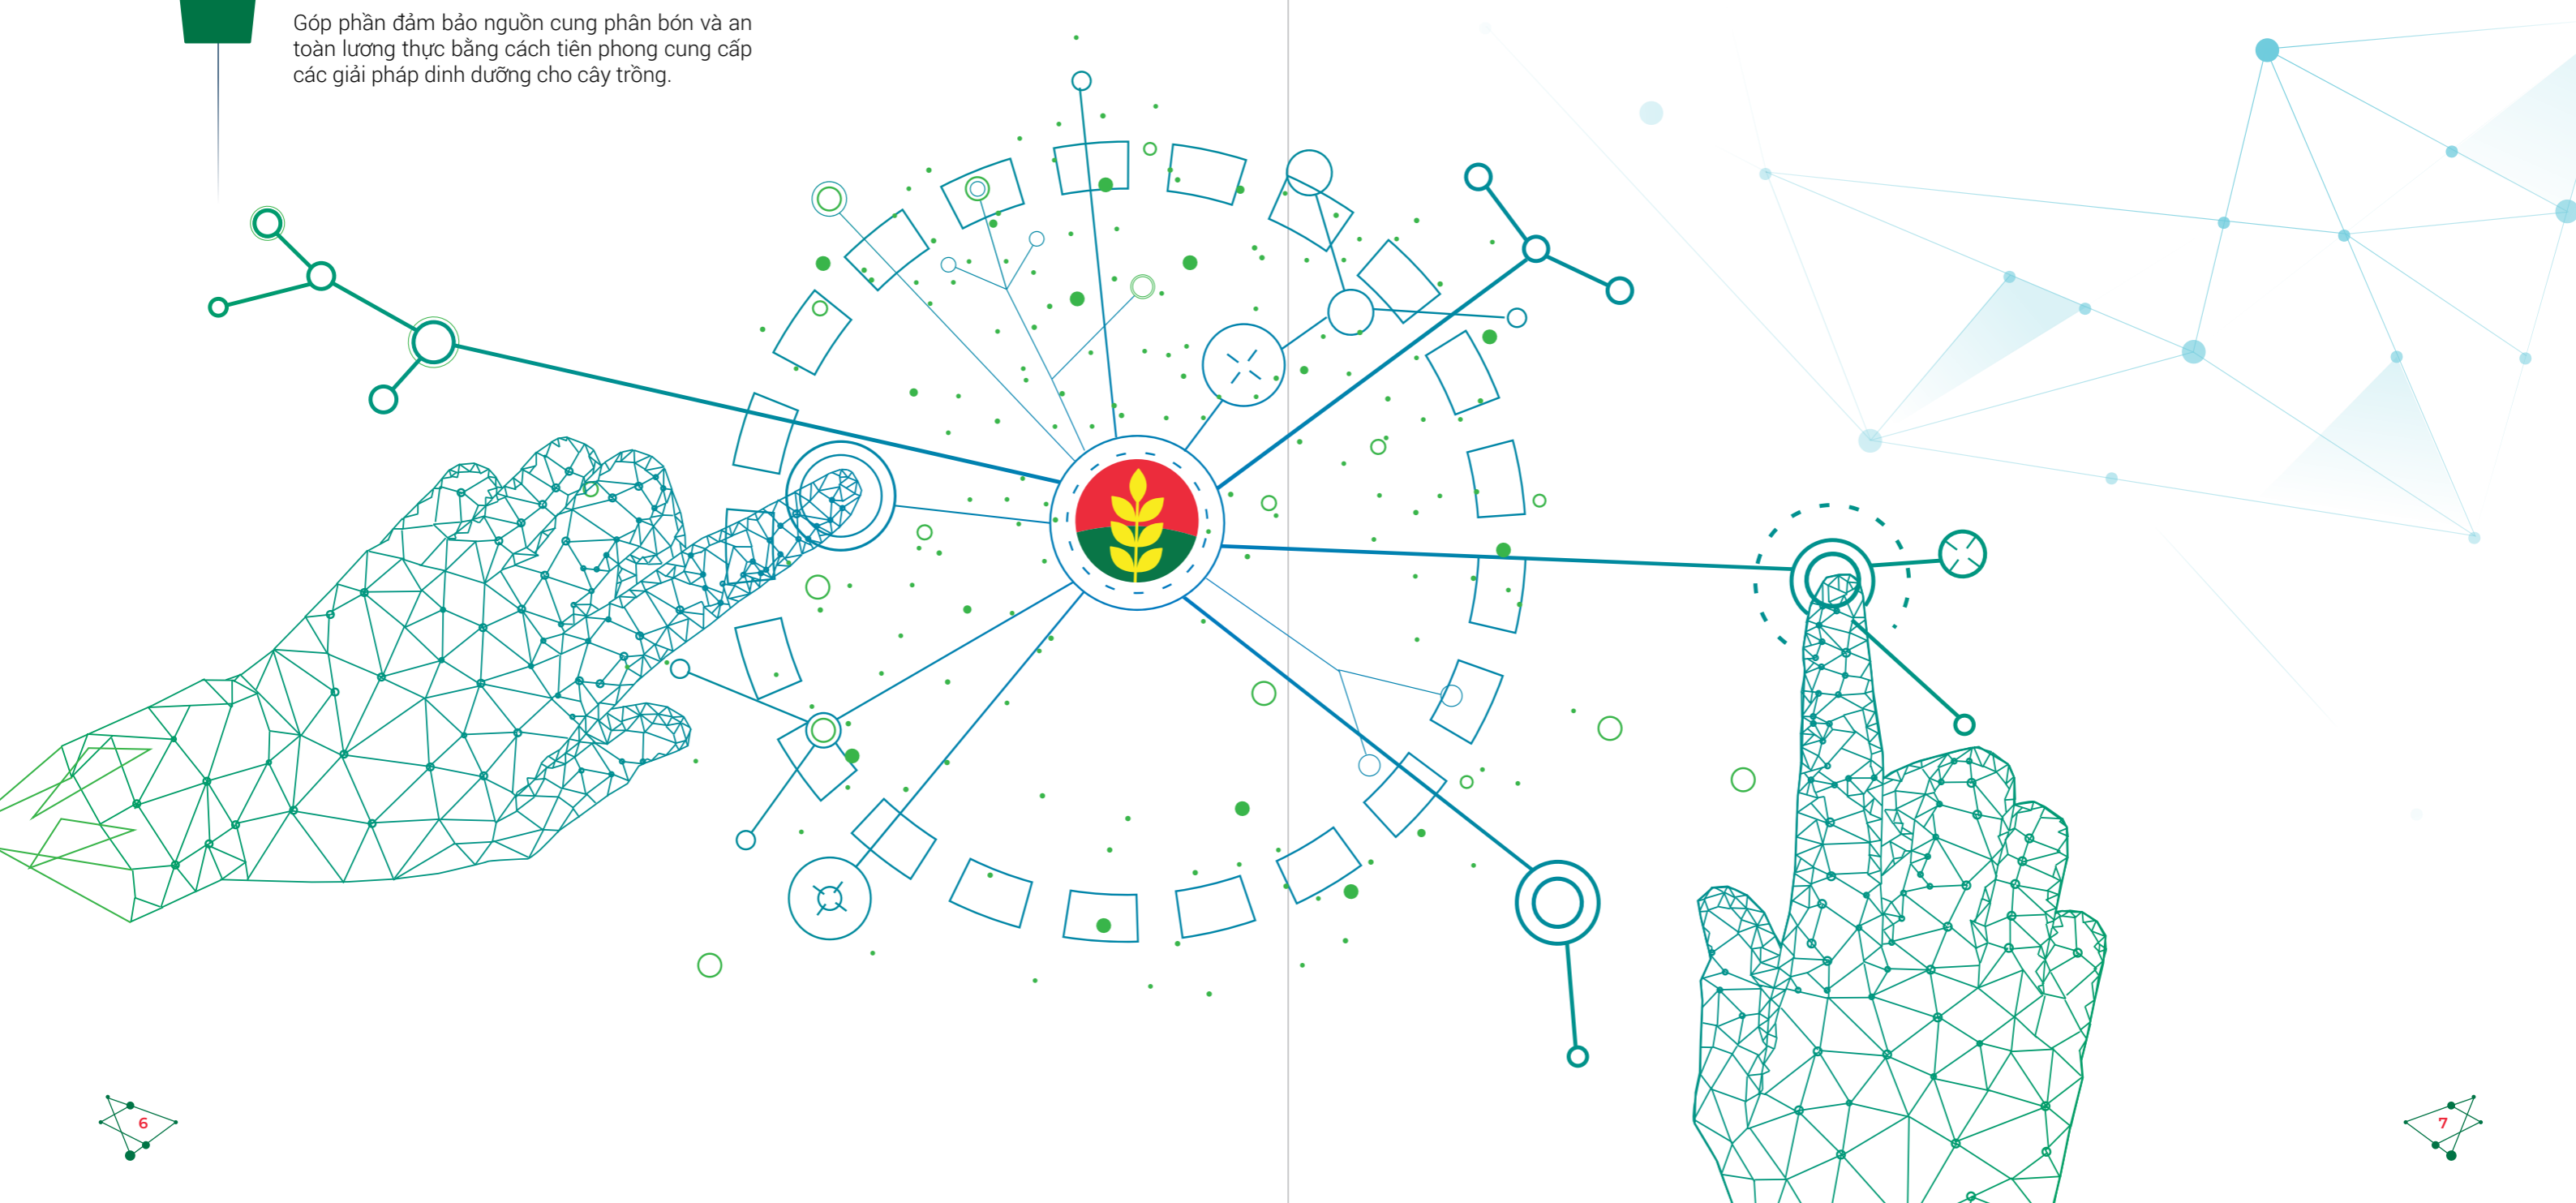 Góp phần đảm bảo nguồn cung phân bón và an
toàn lương thực bằng cách tiên phong cung cấp
các giải pháp dinh dưỡng cho cây trồng.
6
7